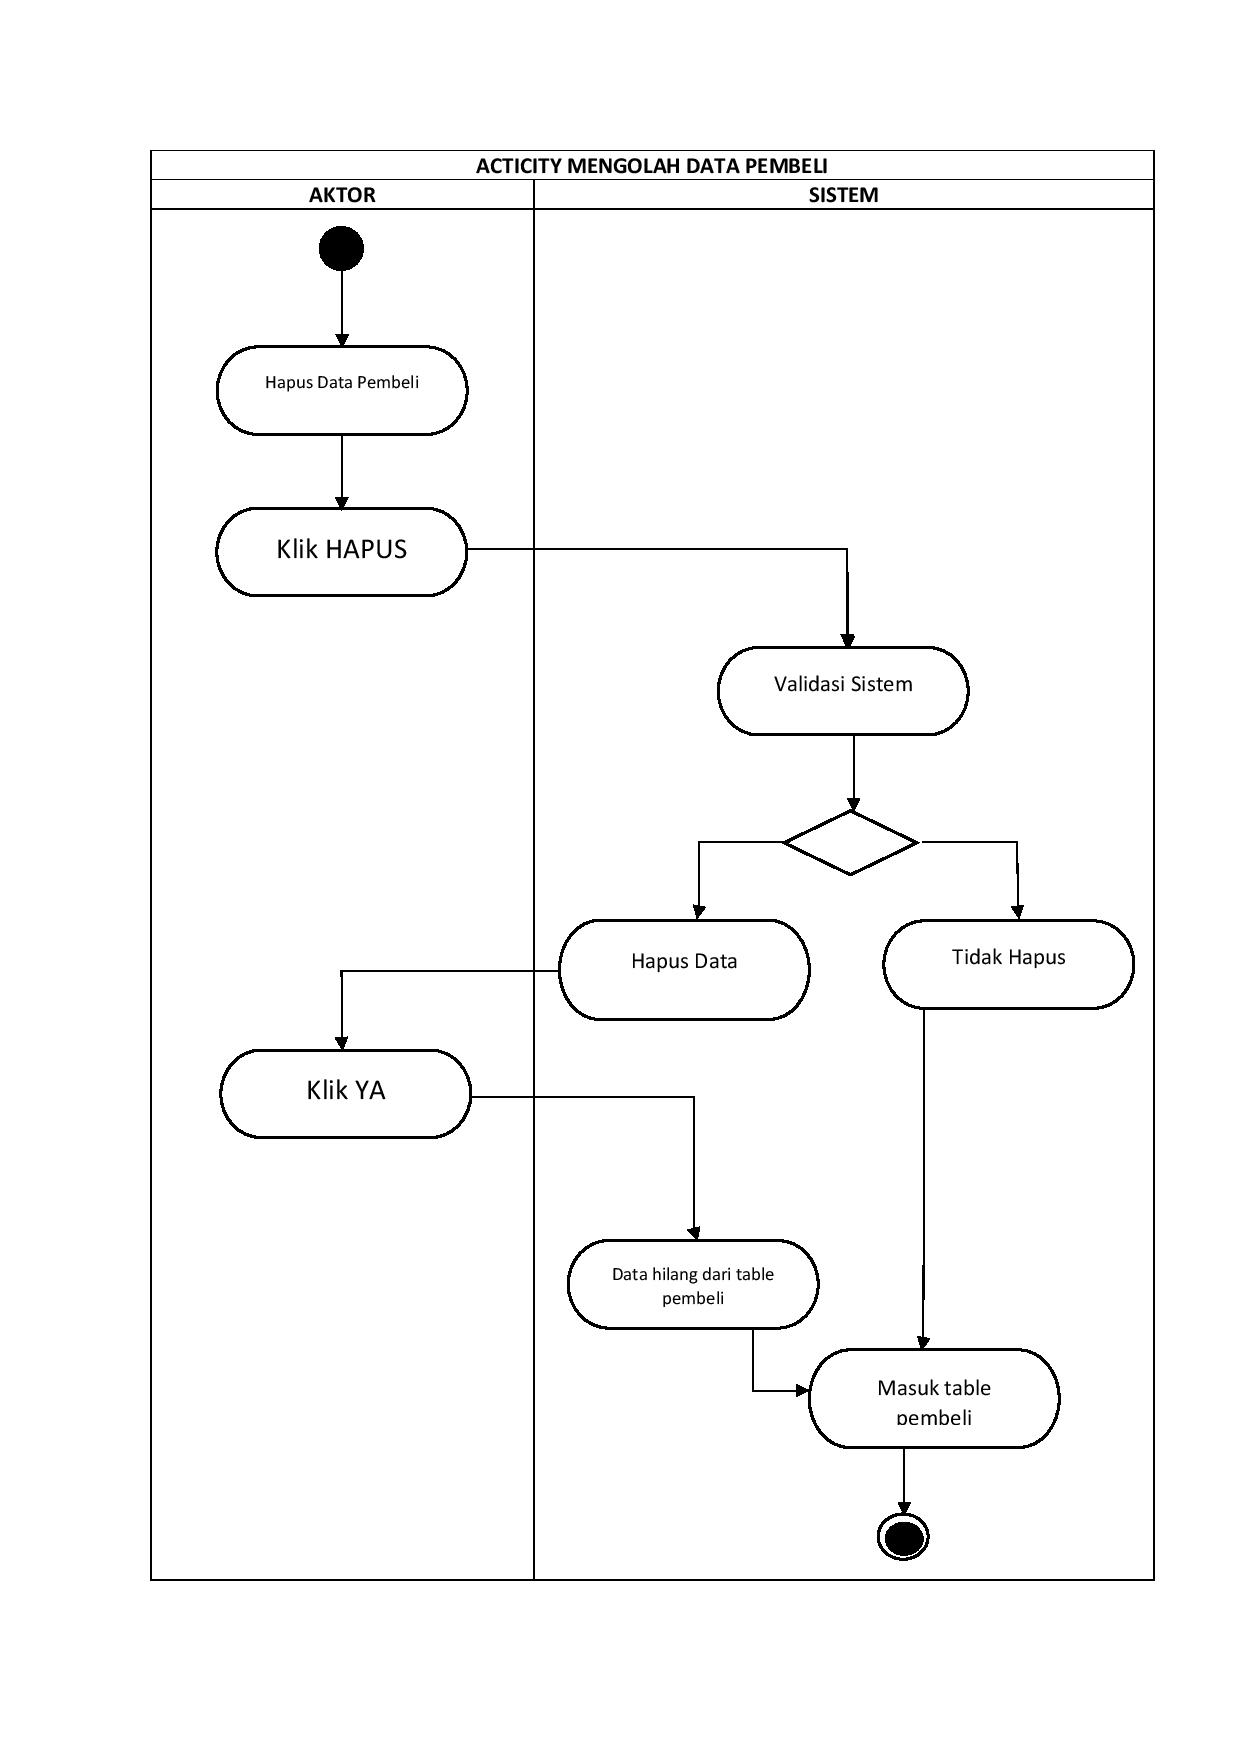 ACTICITY MENGOLAH DATA PEMBELI
AKTOR
SISTEM
Hapus Data Pembeli
Klik HAPUS
Validasi Sistem
Hapus Data
Tidak Hapus
Klik YA
Data hilang dari table
pembeli
Masuk table
pembeli